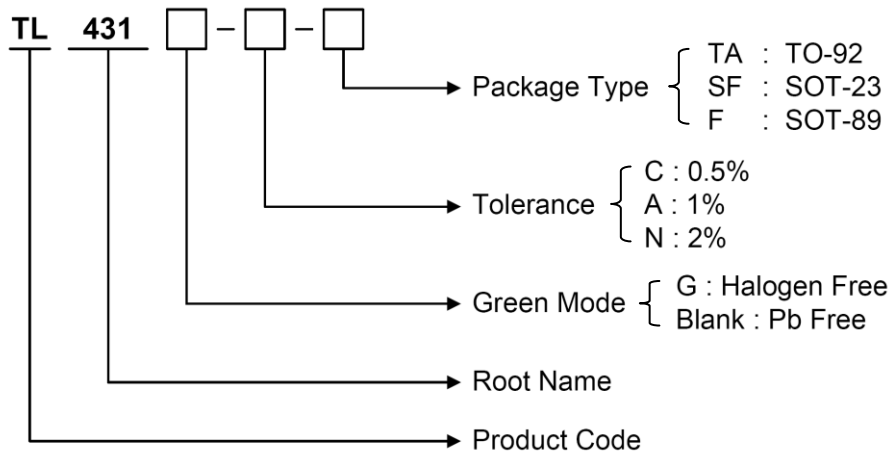 TL 431 – –
Package Type
TA : TO-92
SF : SOT-23
F : SOT-89
Tolerance
C : 0.5%
A : 1%
N : 2%
Green Mode
G : Halogen Free
Blank : Pb Free
Root Name
Product Code